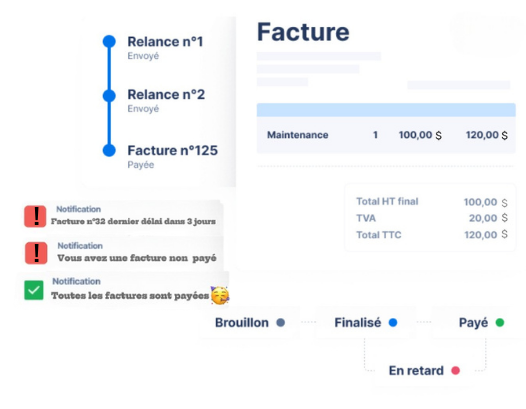 Relance n°1
Envoyé
Relance n°2
Envoyé
Facture n°125
Payée
Facture
Maintenance 1 100,00 $ 120,00 $
Total HT final 100,00 $
TVA 20,00 $
Total TTC 120,00 $
Notification
Facture n°32 dernier délai dans 3 jours
Notification
Vous avez une facture non payé
Notification
Toutes les factures sont payées
Brouillon Finalisé Payé
En retard